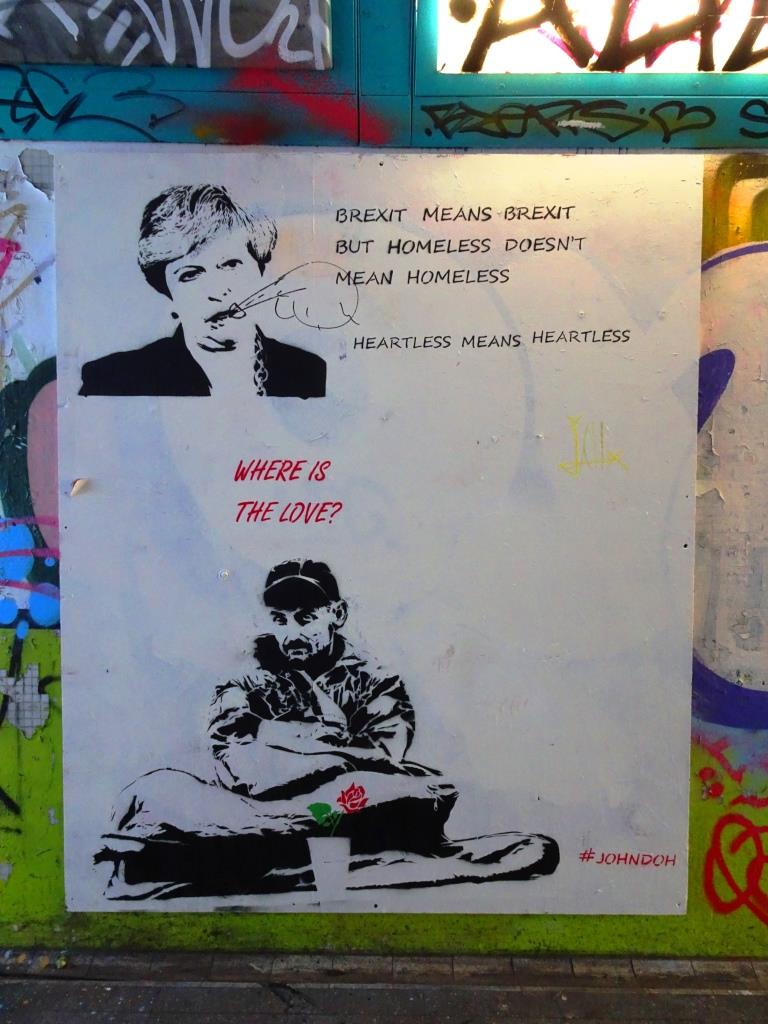 BREXIT MEANS BREXIT
BUT HOMELESS DOESN'T
MEAN HOMELESS
HEARTLESS MEANS HEARTLESS
WHERE IS
THE LOVE?
#JOHNDOH